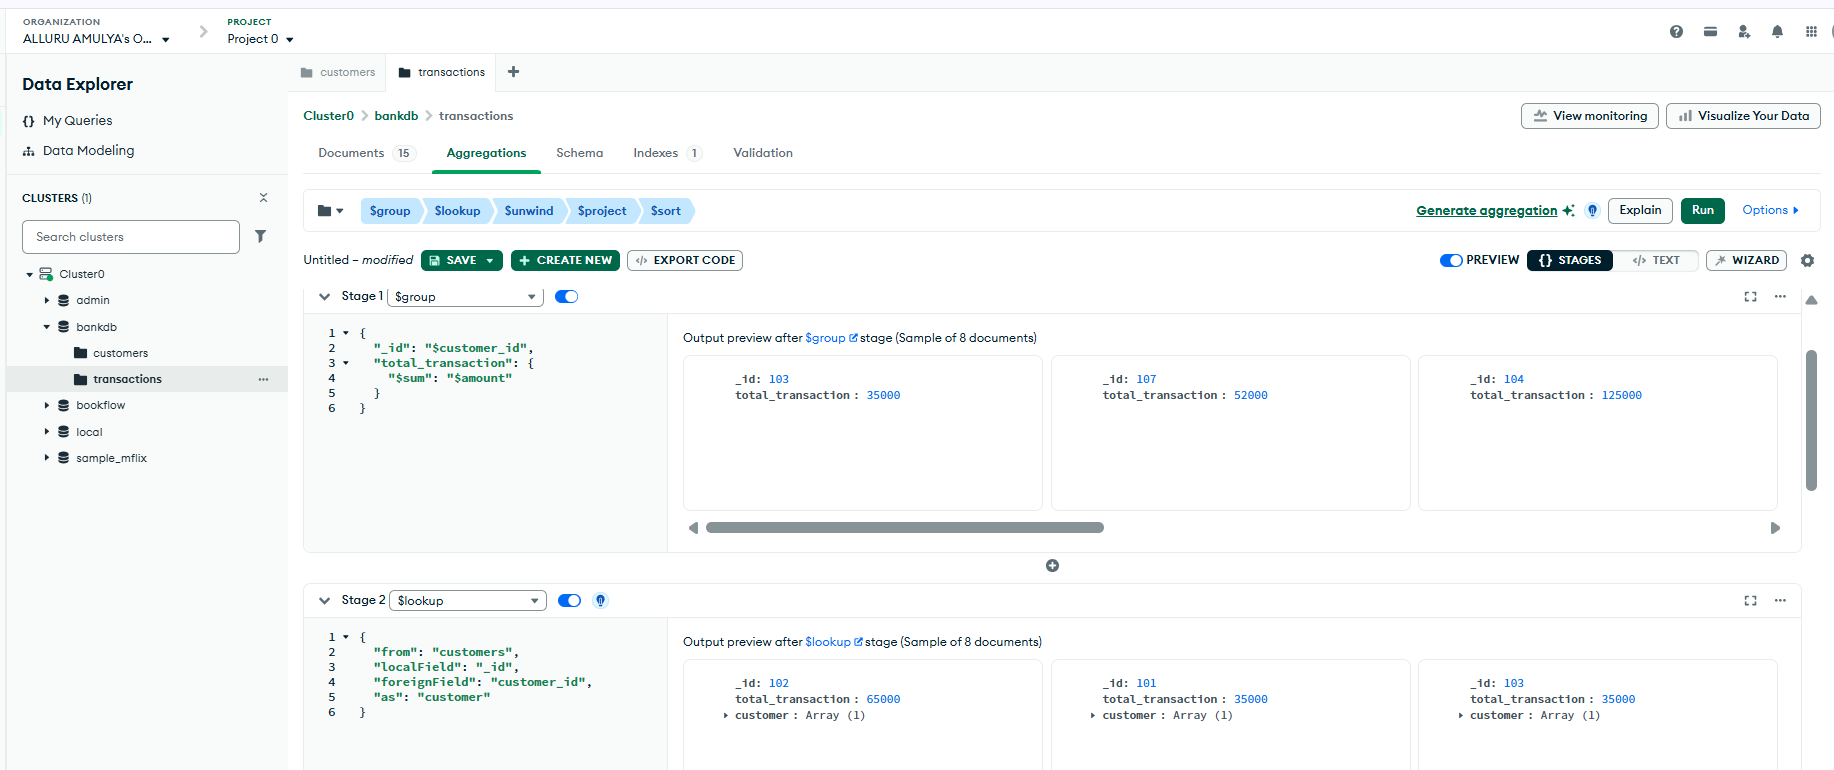 ORGANIZATION
ALLURU AMULYA's O...
PROJECT
Project 0
Data Explorer
My Queries
Data Modeling
CLUSTERS (1)
Search clusters
Cluster0
admin
bankdb
customers
transactions
bookflow
local
sample_mflix
customers
transactions
Cluster0 > bankdb > transactions
View monitoring
Visualize Your Data
Documents 15
Aggregations
Schema
Indexes 1
Validation
$group
$lookup
$unwind
$project
$sort
Generate aggregation
Explain
Run
Options
Untitled – modified
SAVE
CREATE NEW
</> EXPORT CODE
PREVIEW
{} STAGES
</> TEXT
WIZARD
Stage 1 $group
1 {
2 "_id": "$customer_id",
3 "total_transaction": {
4 "$sum": "$amount"
5 }
6 }
Output preview after $group stage (Sample of 8 documents)
_id: 103
total_transaction : 35000
_id: 107
total_transaction : 52000
_id: 104
total_transaction : 125000
Stage 2 $lookup
1 {
2 "from": "customers",
3 "localField": "_id",
4 "foreignField": "customer_id",
5 "as": "customer"
6 }
Output preview after $lookup stage (Sample of 8 documents)
_id: 102
total_transaction : 65000
customer : Array (1)
_id: 101
total_transaction : 35000
customer : Array (1)
_id: 103
total_transaction : 35000
customer : Array (1)